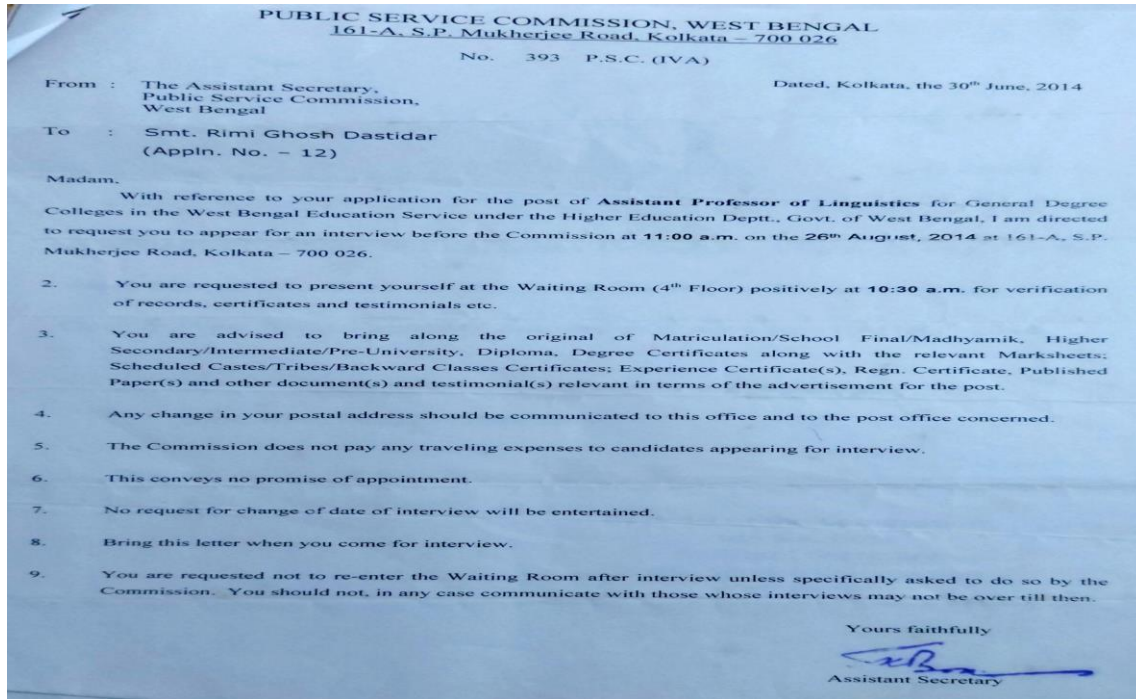 PUBLIC SERVICE COMMISSION, WEST BENGAL
161-A, S.P. Mukherjee Road, Kolkata – 700 026
No. 393 P.S.C. (IVA)
From : The Assistant Secretary, Dated, Kolkata, the 30th June, 2014
Public Service Commission,
West Bengal
To : Smt. Rimi Ghosh Dastidar
(Appln. No. – 12)
Madam,
With reference to your application for the post of Assistant Professor of Linguistics for General Degree
Colleges in the West Bengal Education Service under the Higher Education Deptt., Govt. of West Bengal, I am directed
to request you to appear for an interview before the Commission at 11:00 a.m. on the 26th August, 2014 at 161-A, S.P.
Mukherjee Road, Kolkata – 700 026.
2. You are requested to present yourself at the Waiting Room (4th Floor) positively at 10:30 a.m. for verification
of records, certificates and testimonials etc.
3. You are advised to bring along the original of Matriculation/School Final/Madhyamik, Higher
Secondary/Intermediate/Pre-University, Diploma, Degree Certificates along with the relevant Marksheets;
Scheduled Castes/Tribes/Backward Classes Certificates; Experience Certificate(s), Regn. Certificate, Published
Paper(s) and other document(s) and testimonial(s) relevant in terms of the advertisement for the post.
4. Any change in your postal address should be communicated to this office and to the post office concerned.
5. The Commission does not pay any traveling expenses to candidates appearing for interview.
6. This conveys no promise of appointment.
7. No request for change of date of interview will be entertained.
8. Bring this letter when you come for interview.
9. You are requested not to re-enter the Waiting Room after interview unless specifically asked to do so by the
Commission. You should not, in any case communicate with those whose interviews may not be over till then.
Yours faithfully
Assistant Secretary